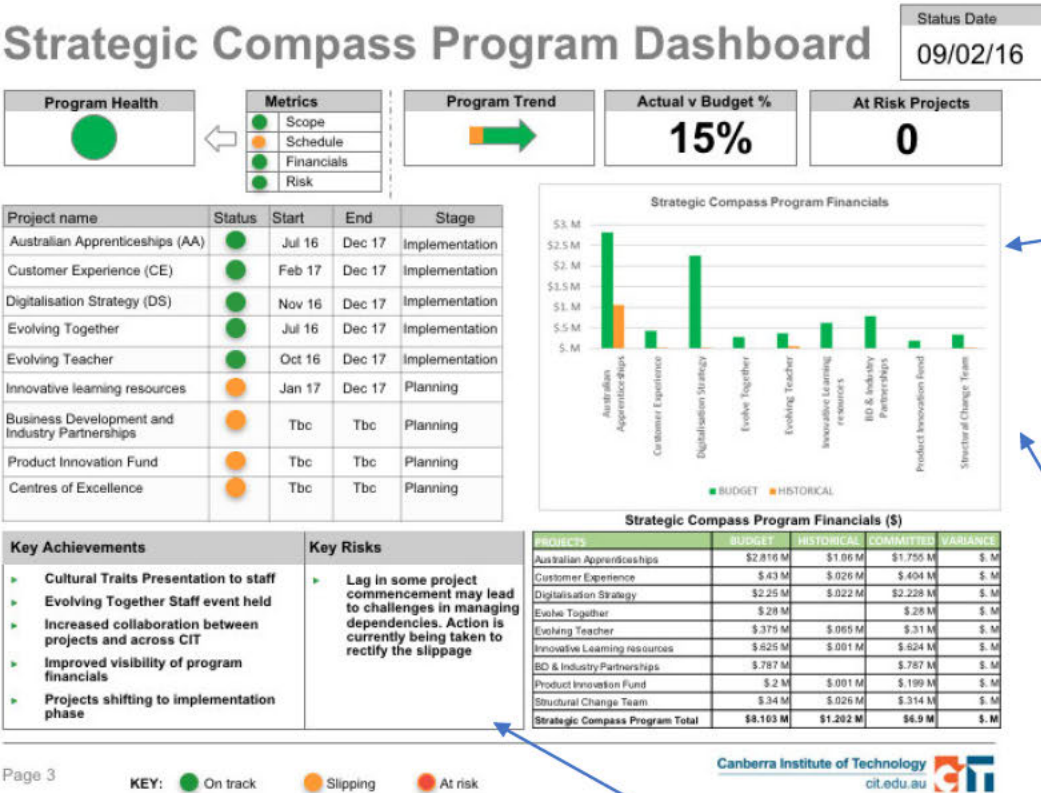 Strategic Compass Program Dashboard
Status Date
09/02/16
Program Health
Metrics
Scope
Schedule
Financials
Risk
Program Trend
Actual v Budget %
15%
At Risk Projects
0
Project name Status Start End Stage
Australian Apprenticeships (AA) Jul 16 Dec 17 Implementation
Customer Experience (CE) Feb 17 Dec 17 Implementation
Digitalisation Strategy (DS) Nov 16 Dec 17 Implementation
Evolving Together Jul 16 Dec 17 Implementation
Evolving Teacher Oct 16 Dec 17 Implementation
Innovative learning resources Jan 17 Dec 17 Planning
Business Development and
Industry Partnerships Tbc Tbc Planning
Product Innovation Fund Tbc Tbc Planning
Centres of Excellence Tbc Tbc Planning
Strategic Compass Program Financials
$3. M
$2.5 M
$2. M
$1.5 M
$1. M
$.5 M
$. M
Australian
Apprenticeships
Customer Experience
Digitalisation Strategy
Evolve Together
Evolving Teacher
Innovative Learning
resources
BD & Industry
Partnerships
Product Innovation Fund
Structural Change Team
BUDGET HISTORICAL
Key Achievements
Cultural Traits Presentation to staff
Evolving Together Staff event held
Increased collaboration between
projects and across CIT
Improved visibility of program
financials
Projects shifting to implementation
phase
Key Risks
Lag in some project
commencement may lead
to challenges in managing
dependencies. Action is
currently being taken to
rectify the slippage
Strategic Compass Program Financials ($)
PROJECTS BUDGET HISTORICAL COMMITTED VARIANCE
Australian Apprenticeships $2.816 M $1.06 M $1.755 M $. M
Customer Experience $.43 M $.026 M $.404 M $. M
Digitalisation Strategy $2.25 M $.022 M $2.228 M $. M
Evolve Together $.28 M $.28 M $. M
Evolving Teacher $.375 M $.065 M $.31 M $. M
Innovative Learning resources $.625 M $.001 M $.624 M $. M
BD & Industry Partnerships $.787 M $.787 M $. M
Product Innovation Fund $.2 M $.001 M $.199 M $. M
Structural Change Team $.34 M $.026 M $.314 M $. M
Strategic Compass Program Total $8.103 M $1.202 M $6.9 M $. M
Page 3
KEY: On track Slipping At risk
Canberra Institute of Technology
cit.edu.au
CIT